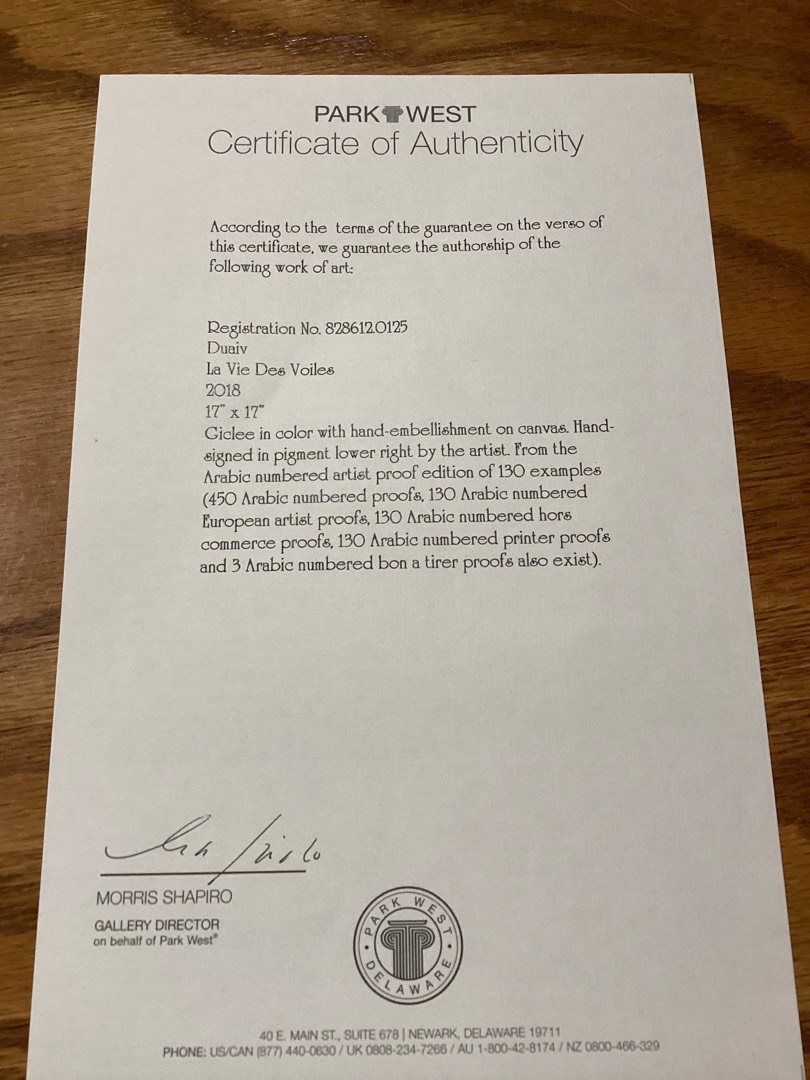 PARK WEST
Certificate of Authenticity
According to the terms of the guarantee on the verso of
this certificate, we guarantee the authorship of the
following work of art:
Registration No. 828612.0125
Duaiv
La Vie Des Voiles
2018
17" x 17"
Giclee in color with hand-embellishment on canvas. Hand-
signed in pigment lower right by the artist. From the
Arabic numbered artist proof edition of 130 examples
(450 Arabic numbered proofs, 130 Arabic numbered
European artist proofs, 130 Arabic numbered hors
commerce proofs, 130 Arabic numbered printer proofs
and 3 Arabic numbered bon a tirer proofs also exist).
MORRIS SHAPIRO
GALLERY DIRECTOR
on behalf of Park West®
PARK WEST
DELAWARE
40 E. MAIN ST., SUITE 678 | NEWARK, DELAWARE 19711
PHONE: US/CAN (877) 440-0630 / UK 0808-234-7266 / AU 1-800-42-8174 / NZ 0800-466-329